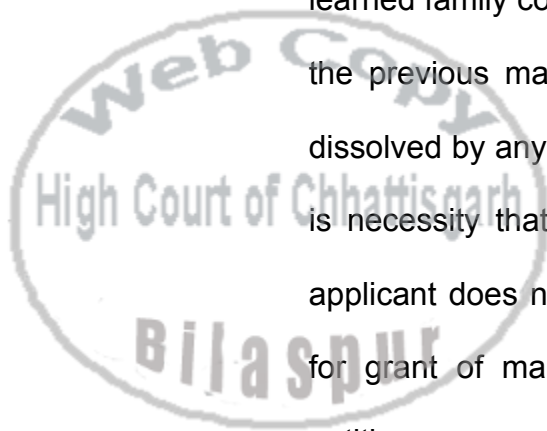 learned family co
the previous ma
dissolved by any
is necessity that
applicant does n
for grant of ma
Web Copy
High Court of Chhattisgarh
Bilaspur